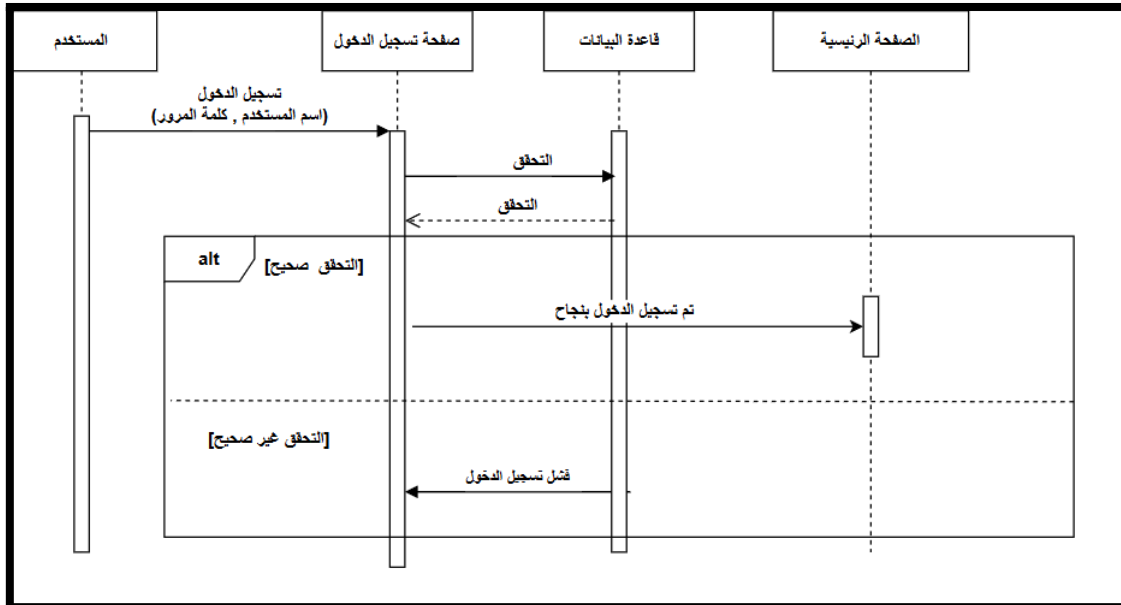 المستخدم
صفحة تسجيل الدخول
قاعدة البيانات
الصفحة الرئيسية
تسجيل الدخول
(اسم المستخدم , كلمة المرور)
التحقق
التحقق
alt
[التحقق صحيح]
تم تسجيل الدخول بنجاح
[التحقق غير صحيح]
فشل تسجيل الدخول